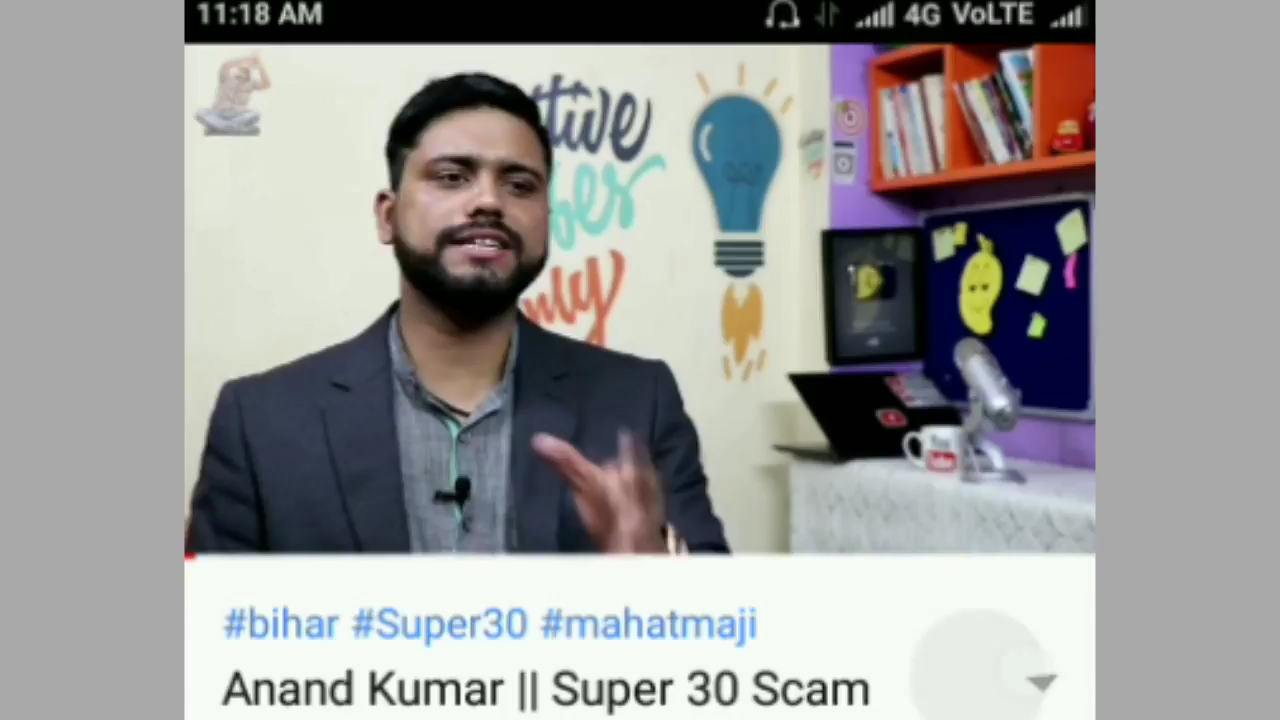 11:18 AM 4G VoLTE
#bihar #Super30 #mahatmaji
Anand Kumar || Super 30 Scam